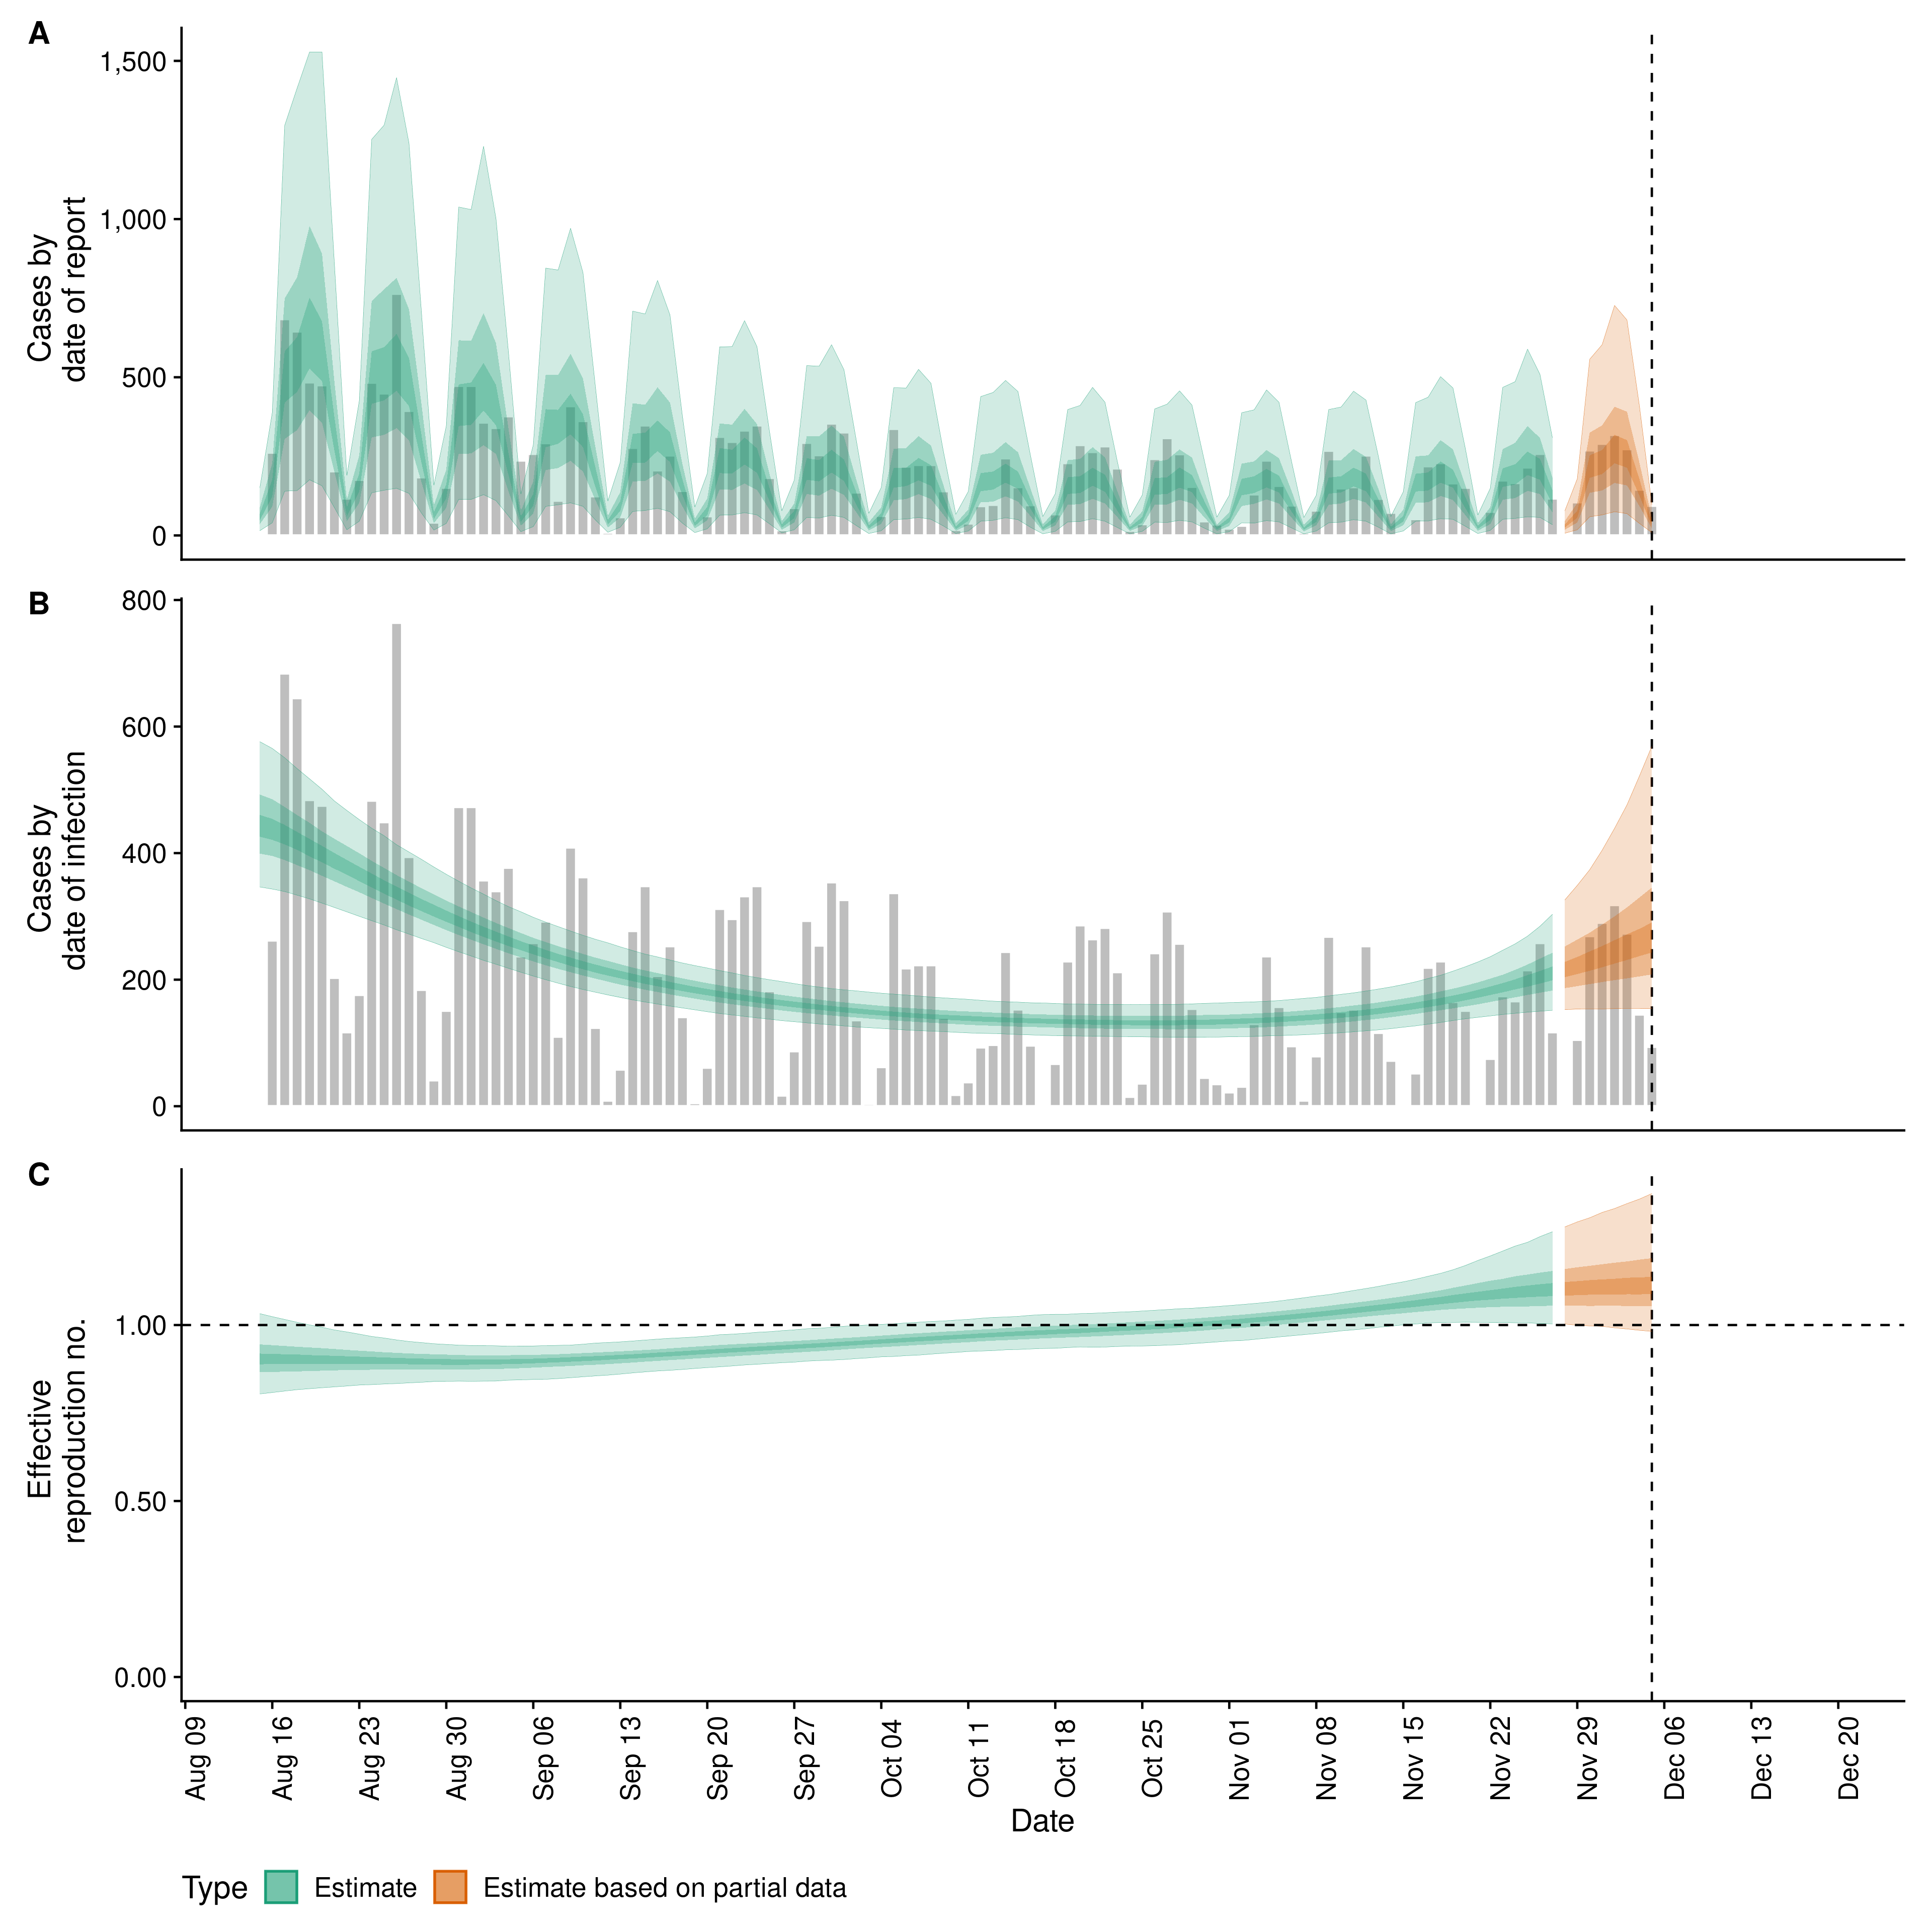 A
Cases by
date of report
1,500
1,000
500
0
B
Cases by
date of infection
800
600
400
200
0
C
Effective
reproduction no.
1.00
0.50
0.00
Aug 09
Aug 16
Aug 23
Aug 30
Sep 06
Sep 13
Sep 20
Sep 27
Oct 04
Oct 11
Oct 18
Oct 25
Nov 01
Nov 08
Nov 15
Nov 22
Nov 29
Dec 06
Dec 13
Dec 20
Date
Type Estimate Estimate based on partial data